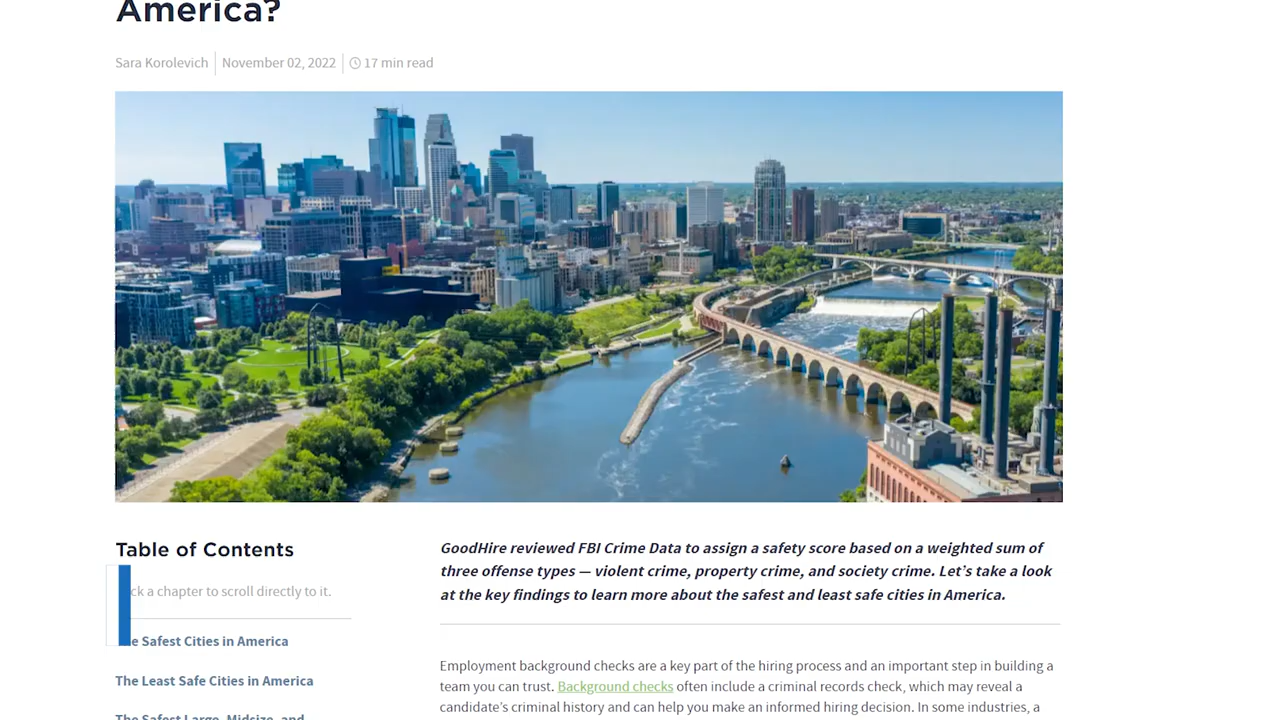 America?
Sara Korolevich November 02, 2022 17 min read
Table of Contents
ck a chapter to scroll directly to it.
e Safest Cities in America
The Least Safe Cities in America
The Safest Large, Midsize, and
GoodHire reviewed FBI Crime Data to assign a safety score based on a weighted sum of
three offense types — violent crime, property crime, and society crime. Let’s take a look
at the key findings to learn more about the safest and least safe cities in America.
Employment background checks are a key part of the hiring process and an important step in building a
team you can trust. Background checks often include a criminal records check, which may reveal a
candidate’s criminal history and can help you make an informed hiring decision. In some industries, a